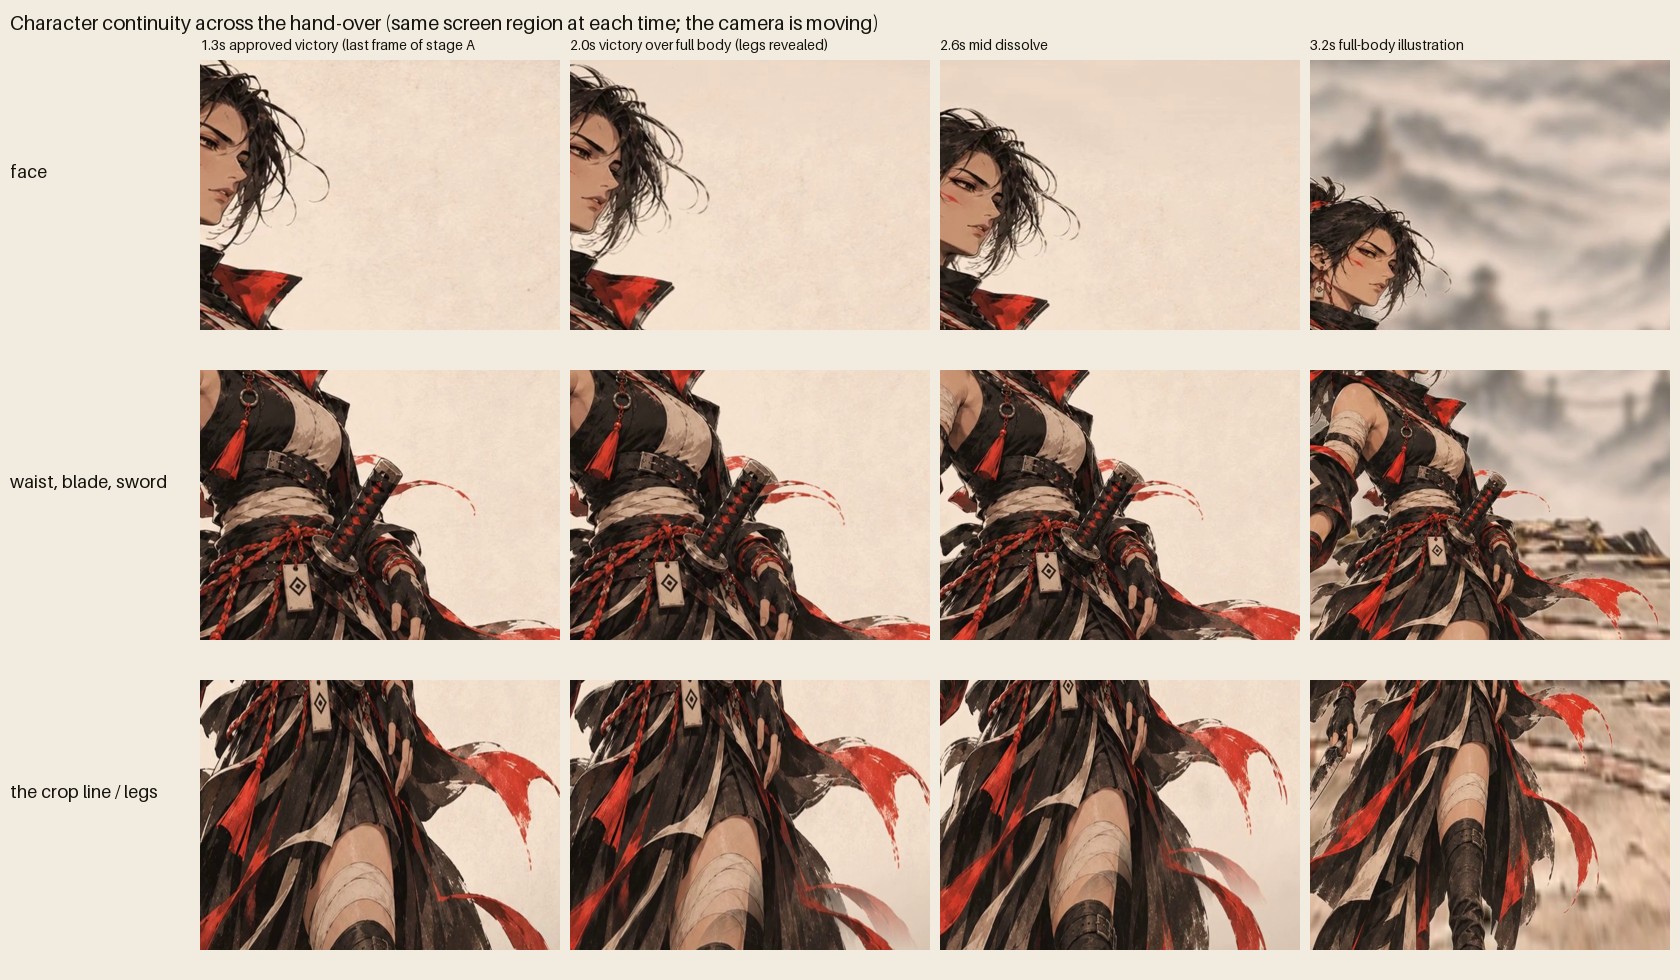 Character continuity across the hand-over (same screen region at each time; the camera is moving)
1.3s approved victory (last frame of stage A
2.0s victory over full body (legs revealed)
2.6s mid dissolve
3.2s full-body illustration
face
waist, blade, sword
the crop line / legs